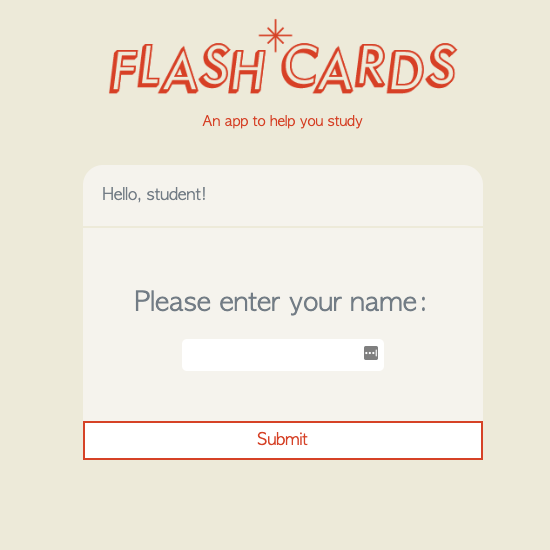 FLASH CARDS
An app to help you study
Hello, student!
Please enter your name:
Submit